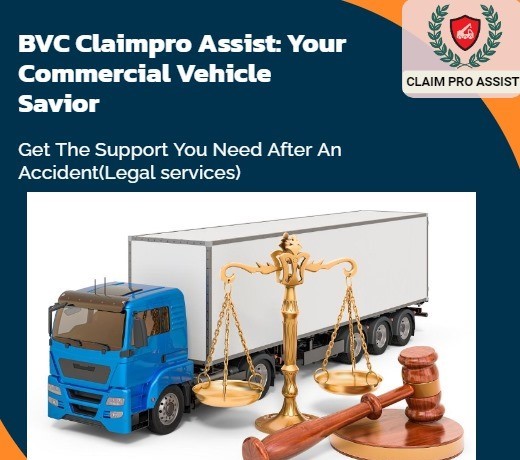 BVC Claimpro Assist: Your
Commercial Vehicle
Savior
CLAIM PRO ASSIST
Get The Support You Need After An
Accident(Legal services)